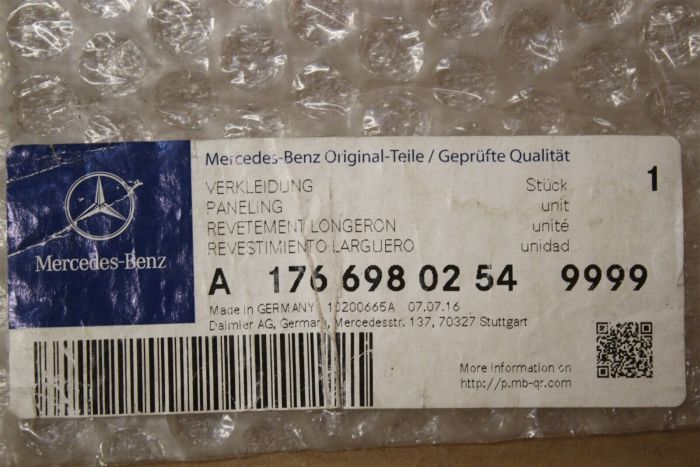 Mercedes-Benz
Mercedes-Benz Original-Teile / Geprüfte Qualität
VERKLEIDUNG Stück 1
PANELING unit
REVETEMENT LONGERON unité
REVESTIMIENTO LARGUERO unidad
A 176 698 02 54 9999
Made in GERMANY 10200665A 07.07.16
Daimler AG, Germany, Mercedesstr. 137, 70327 Stuttgart
More information on
http://p.mb-qr.com